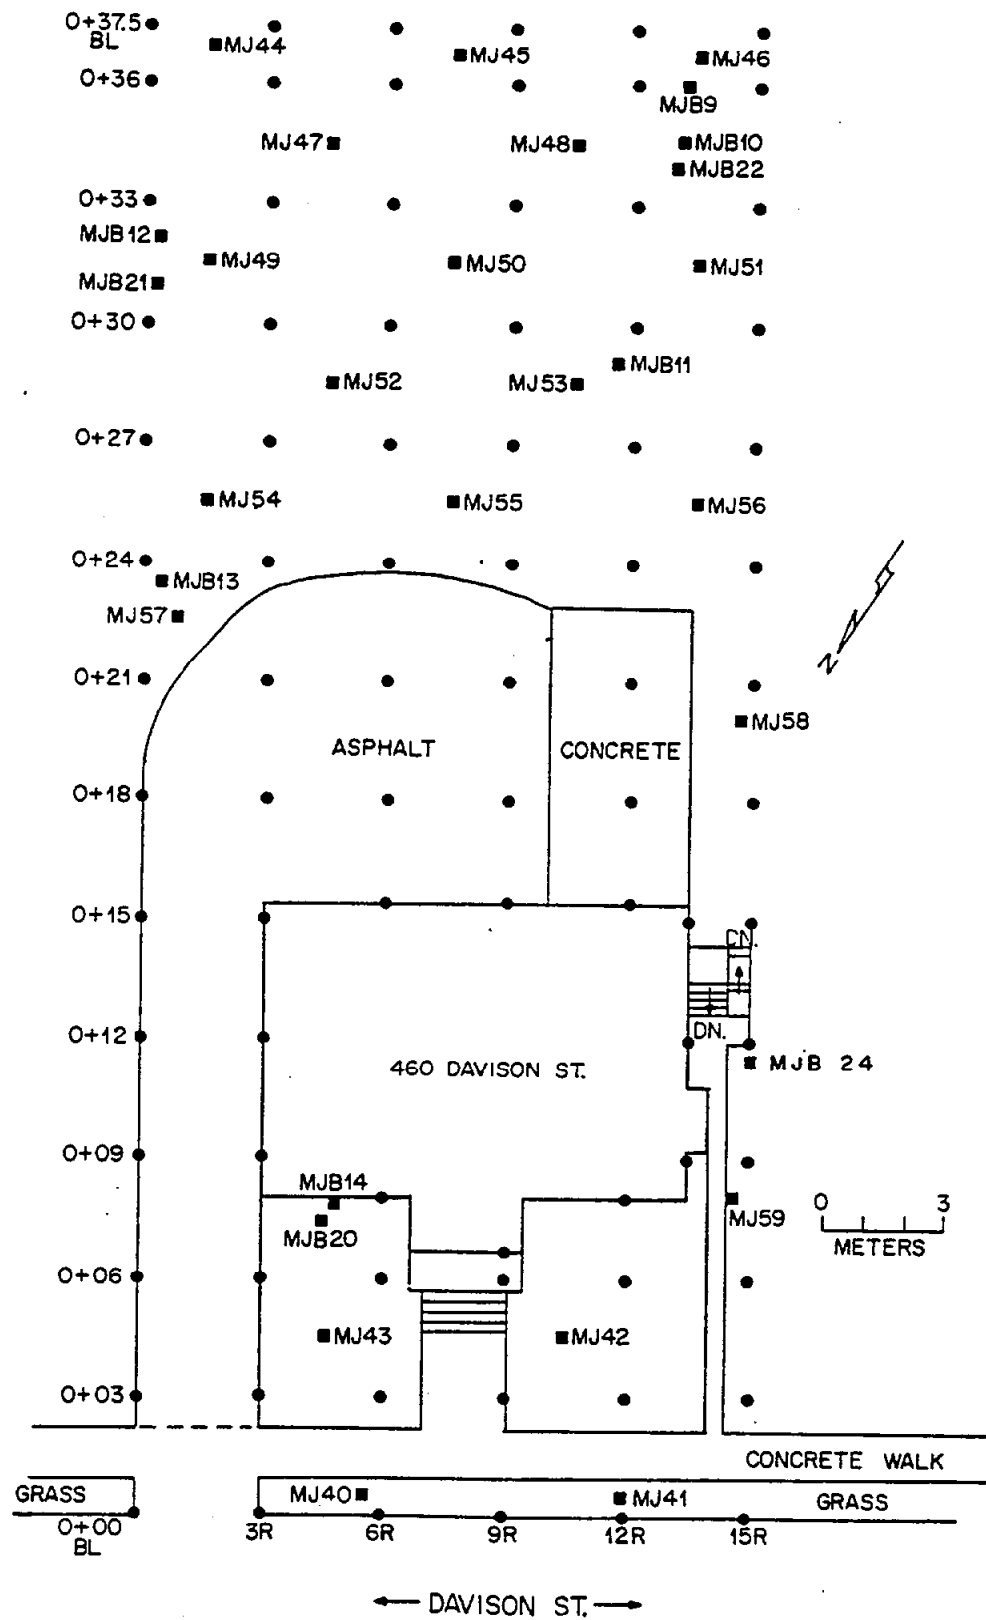 0+37.5
BL
MJ44
MJ45
MJ46
0+36
MJB9
MJ47
MJ48
MJB10
MJB22
0+33
MJB12
MJ49
MJ50
MJ51
MJB21
0+30
MJB11
MJ52
MJ53
0+27
MJ54
MJ55
MJ56
0+24
MJB13
MJ57
N
0+21
MJ58
ASPHALT
CONCRETE
0+18
0+15
DN.
0+12
DN.
460 DAVISON ST.
MJB 24
0+09
MJB14
MJB20
MJ59
0 3
METERS
0+06
MJ43
MJ42
0+03
CONCRETE WALK
GRASS
MJ40
MJ41
GRASS
0+00
BL
3R 6R 9R 12R 15R
DAVISON ST.